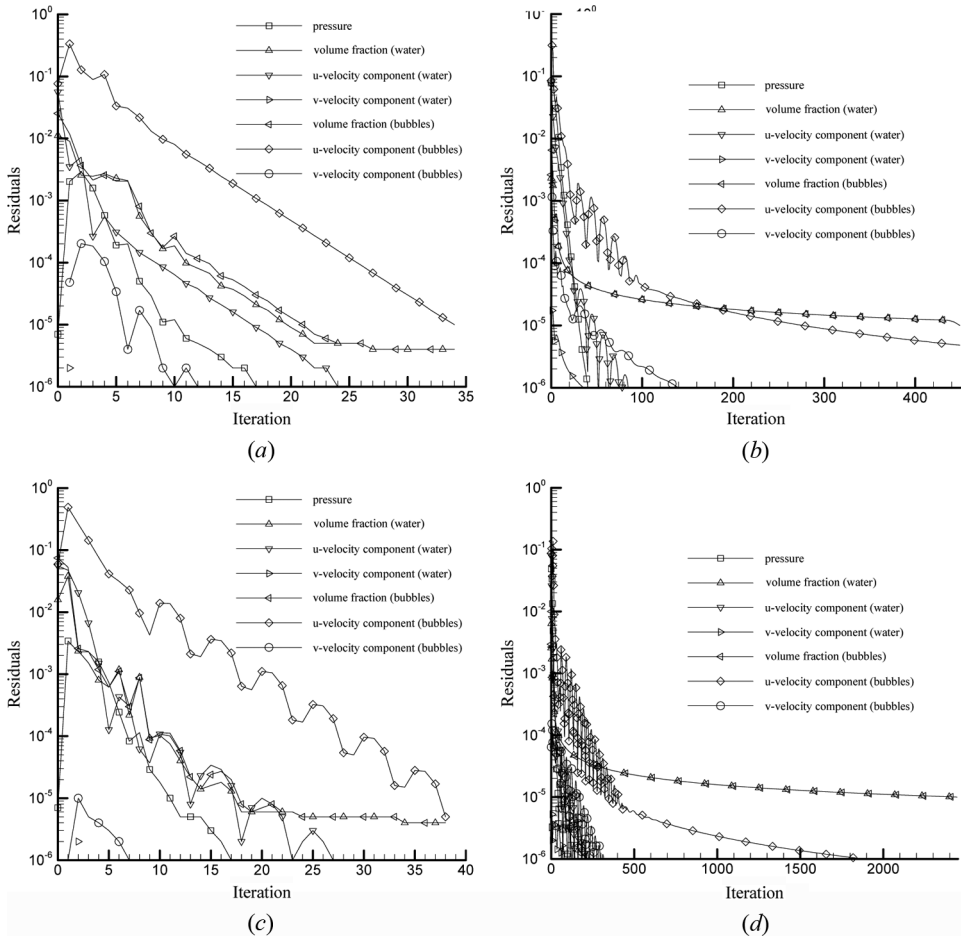 10⁰
10⁻¹
10⁻²
10⁻³
10⁻⁴
10⁻⁵
10⁻⁶
Residuals
pressure
volume fraction (water)
u-velocity component (water)
v-velocity component (water)
volume fraction (bubbles)
u-velocity component (bubbles)
v-velocity component (bubbles)
0 5 10 15 20 25 30 35
Iteration
(a)
10⁰
10⁰
10⁻¹
10⁻²
10⁻³
10⁻⁴
10⁻⁵
10⁻⁶
Residuals
pressure
volume fraction (water)
u-velocity component (water)
v-velocity component (water)
volume fraction (bubbles)
u-velocity component (bubbles)
v-velocity component (bubbles)
0 100 200 300 400
Iteration
(b)
10⁰
10⁻¹
10⁻²
10⁻³
10⁻⁴
10⁻⁵
10⁻⁶
Residuals
pressure
volume fraction (water)
u-velocity component (water)
v-velocity component (water)
volume fraction (bubbles)
u-velocity component (bubbles)
v-velocity component (bubbles)
0 5 10 15 20 25 30 35 40
Iteration
(c)
10⁰
10⁻¹
10⁻²
10⁻³
10⁻⁴
10⁻⁵
10⁻⁶
Residuals
pressure
volume fraction (water)
u-velocity component (water)
v-velocity component (water)
volume fraction (bubbles)
u-velocity component (bubbles)
v-velocity component (bubbles)
0 500 1000 1500 2000
Iteration
(d)